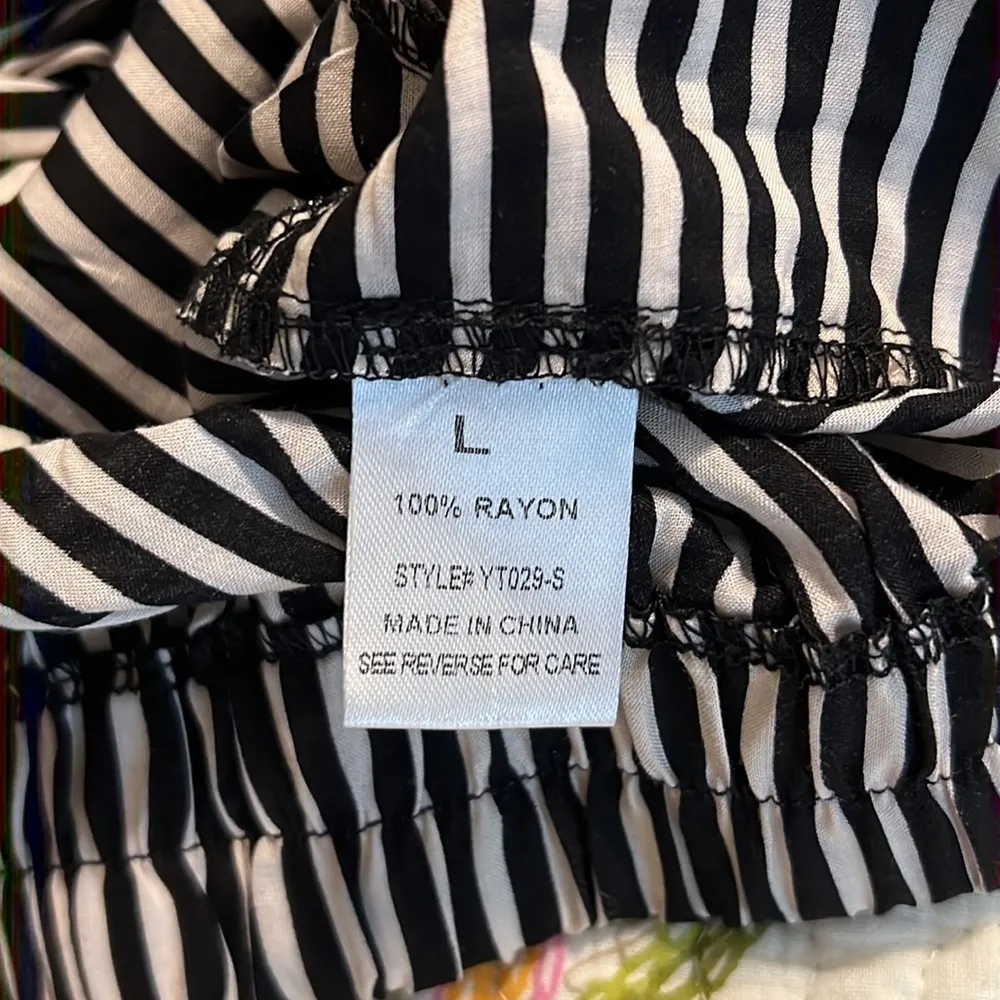 L
100% RAYON
STYLE# YT029-S
MADE IN CHINA
SEE REVERSE FOR CARE